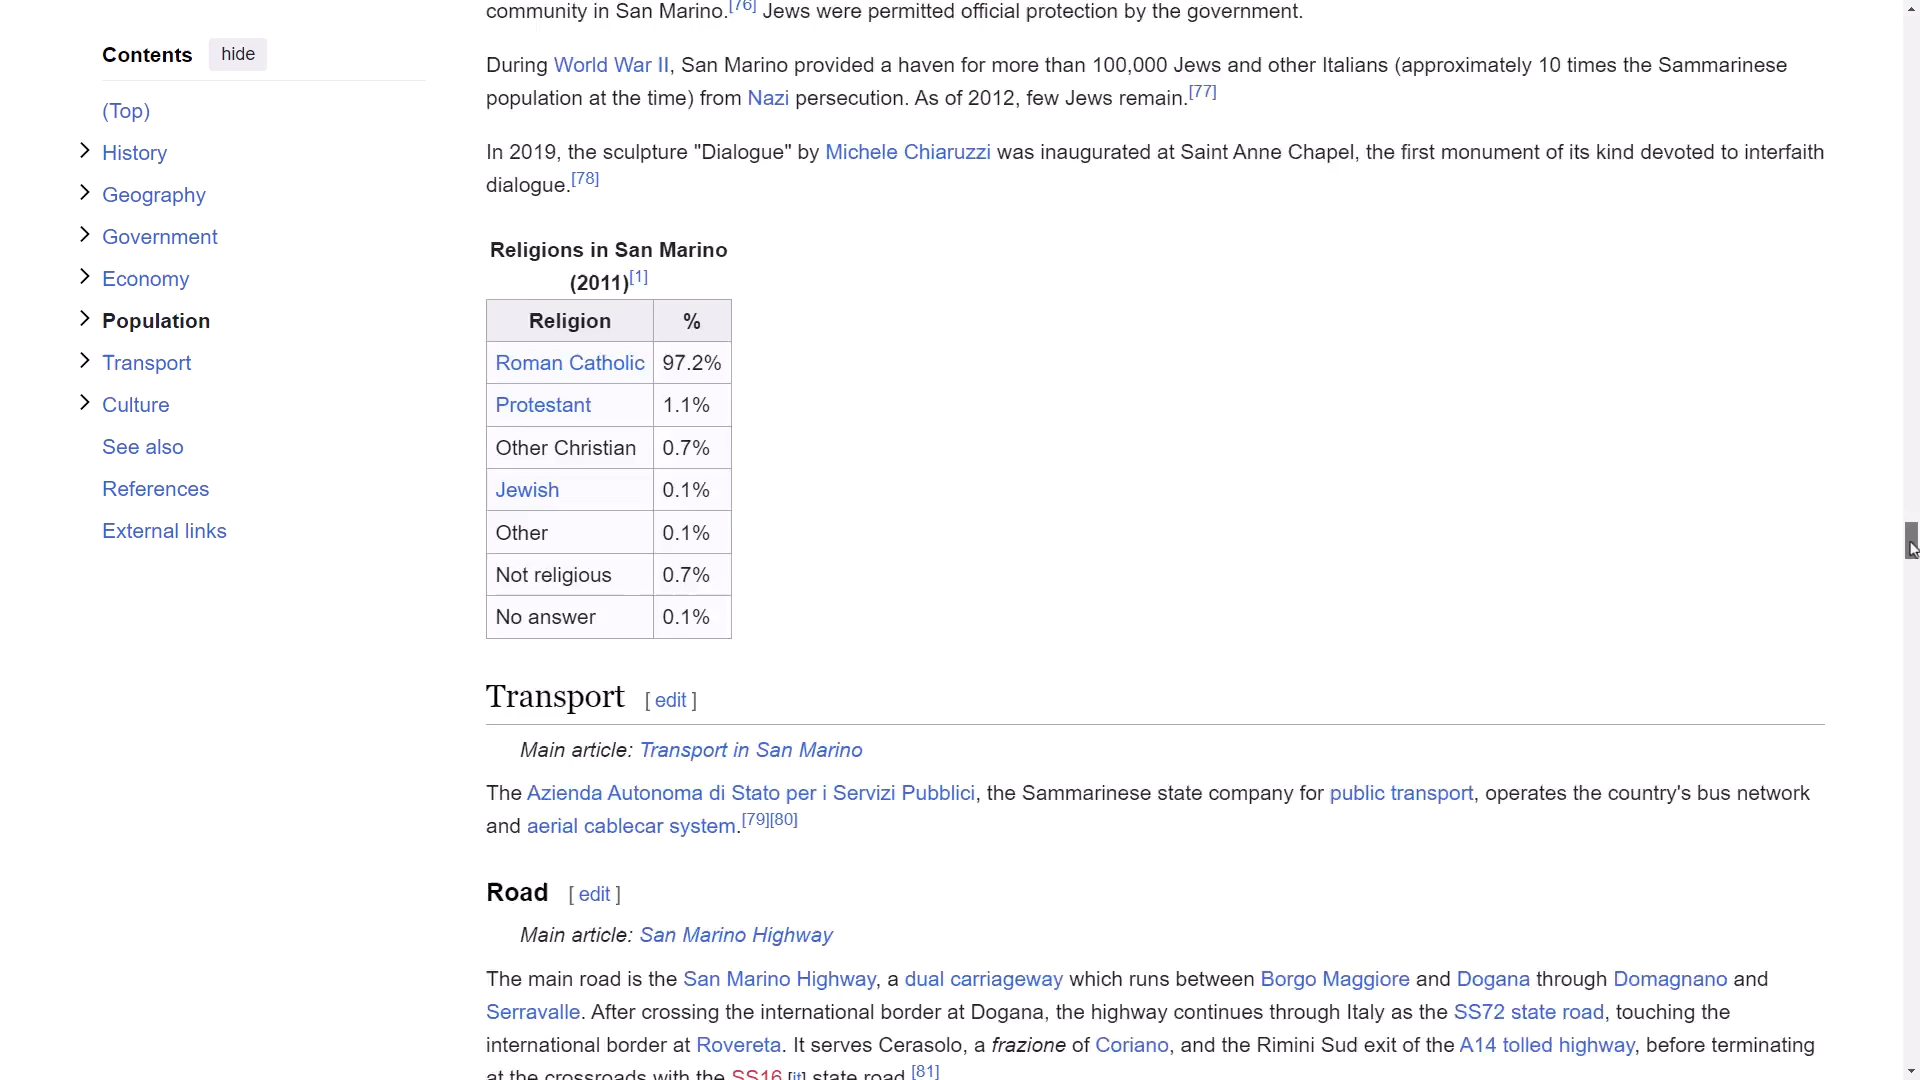 community in San Marino.[76] Jews were permitted official protection by the government.
Contents hide
During World War II, San Marino provided a haven for more than 100,000 Jews and other Italians (approximately 10 times the Sammarinese
population at the time) from Nazi persecution. As of 2012, few Jews remain.[77]
(Top)
History
Geography
Government
Economy
Population
Transport
Culture
See also
References
External links
In 2019, the sculpture "Dialogue" by Michele Chiaruzzi was inaugurated at Saint Anne Chapel, the first monument of its kind devoted to interfaith
dialogue.[78]
Religions in San Marino
(2011)[1]
Religion %
Roman Catholic 97.2%
Protestant 1.1%
Other Christian 0.7%
Jewish 0.1%
Other 0.1%
Not religious 0.7%
No answer 0.1%
Transport [ edit ]
Main article: Transport in San Marino
The Azienda Autonoma di Stato per i Servizi Pubblici, the Sammarinese state company for public transport, operates the country's bus network
and aerial cablecar system.[79][80]
Road [ edit ]
Main article: San Marino Highway
The main road is the San Marino Highway, a dual carriageway which runs between Borgo Maggiore and Dogana through Domagnano and
Serravalle. After crossing the international border at Dogana, the highway continues through Italy as the SS72 state road, touching the
international border at Rovereta. It serves Cerasolo, a frazione of Coriano, and the Rimini Sud exit of the A14 tolled highway, before terminating
at the crossroads with the SS16 [it] state road.[81]